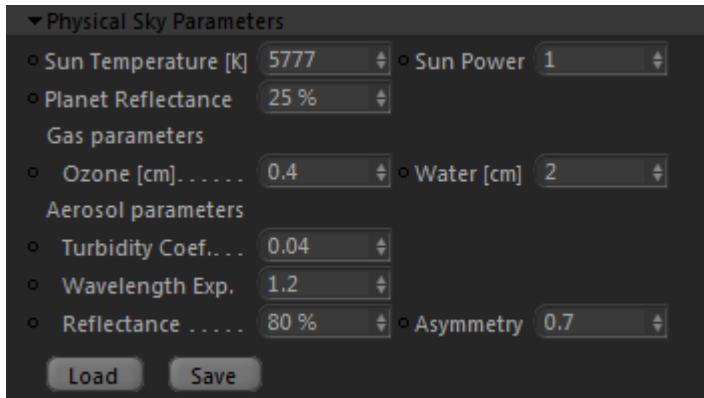 Physical Sky Parameters
Sun Temperature [K] 5777 Sun Power 1
Planet Reflectance 25 %
Gas parameters
Ozone [cm]...... 0.4 Water [cm] 2
Aerosol parameters
Turbidity Coef.... 0.04
Wavelength Exp. 1.2
Reflectance ..... 80 % Asymmetry 0.7
Load Save